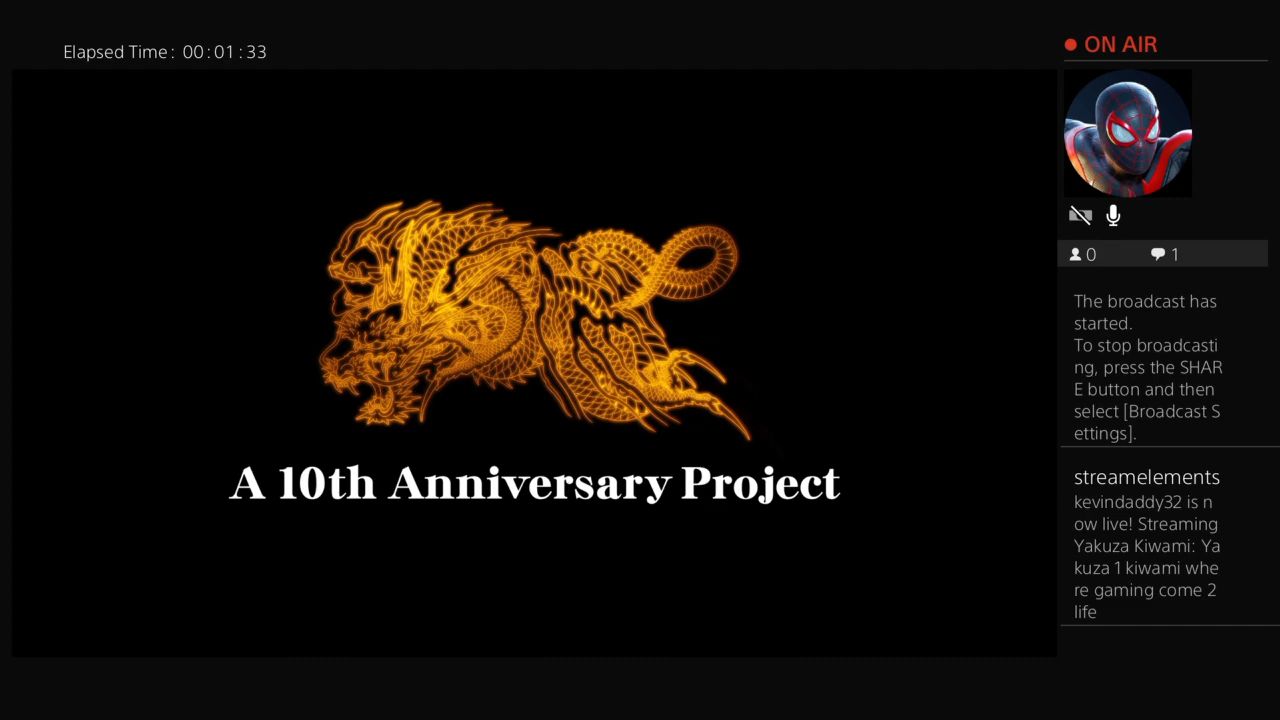 Elapsed Time: 00:01:33
ON AIR
0 1
The broadcast has
started.
To stop broadcasti
ng, press the SHAR
E button and then
select [Broadcast S
ettings].
streamelements
kevindaddy32 is n
ow live! Streaming
Yakuza Kiwami: Ya
kuza 1 kiwami whe
re gaming come 2
life
A 10th Anniversary Project